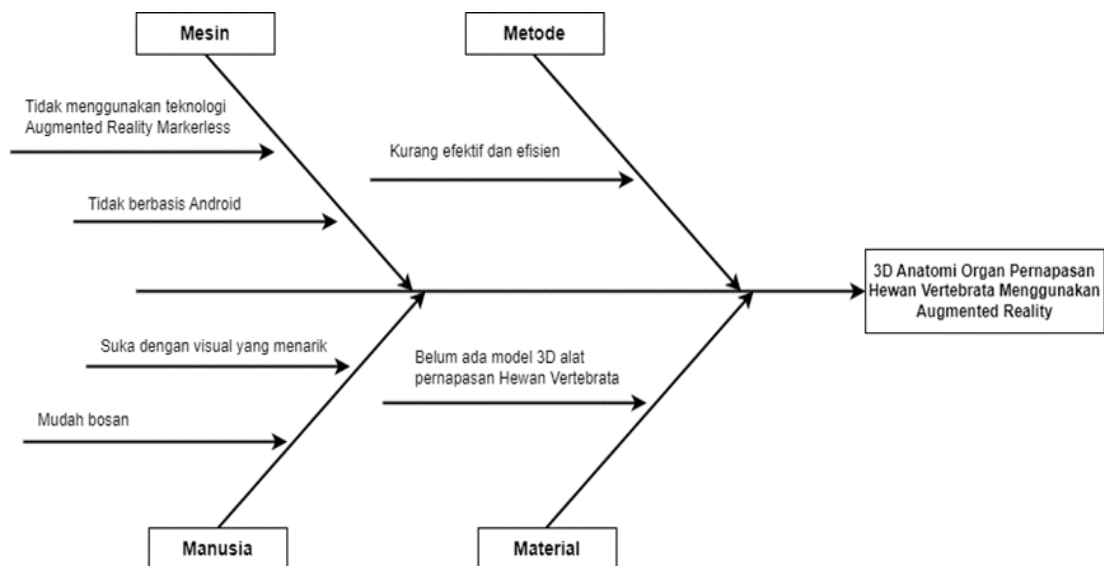 Mesin
Metode
Tidak menggunakan teknologi
Augmented Reality Markerless
Kurang efektif dan efisien
Tidak berbasis Android
3D Anatomi Organ Pernapasan
Hewan Vertebrata Menggunakan
Augmented Reality
Suka dengan visual yang menarik
Belum ada model 3D alat
pernapasan Hewan Vertebrata
Mudah bosan
Manusia
Material